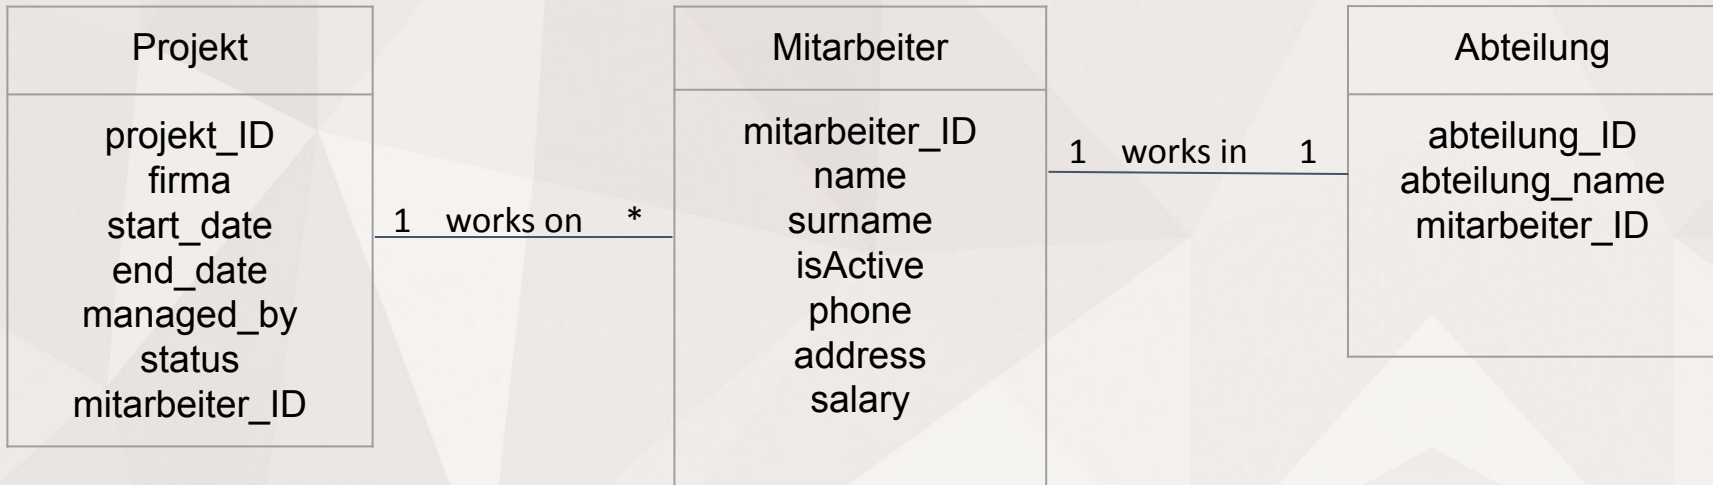 Projekt
projekt_ID
firma
start_date
end_date
managed_by
status
mitarbeiter_ID
1 works on *
Mitarbeiter
mitarbeiter_ID
name
surname
isActive
phone
address
salary
1 works in 1
Abteilung
abteilung_ID
abteilung_name
mitarbeiter_ID